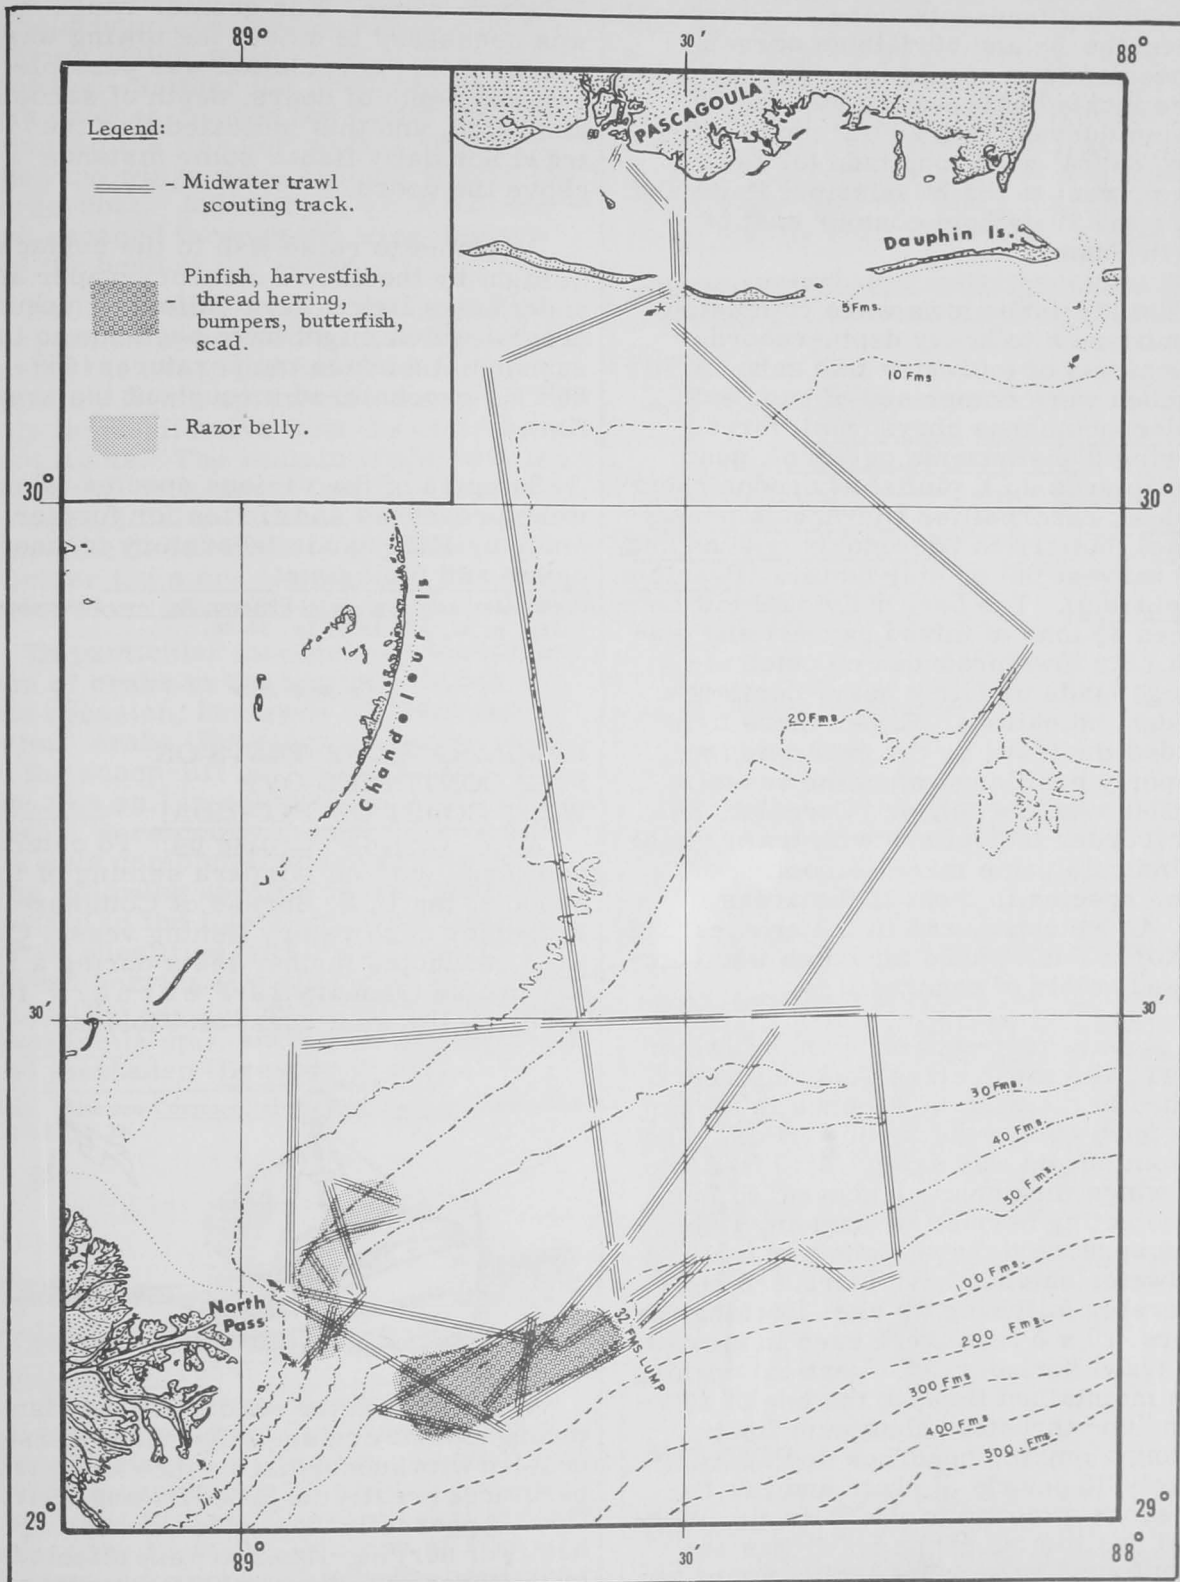 89°
30'
88°
Legend:
- Midwater trawl
scouting track.
Pinfish, harvestfish,
- thread herring,
bumpers, butterfish,
scad.
- Razor belly.
PASCAGOULA
Dauphin Is.
5Fms.
10 Fms
30°
30°
Chandeleur Is
20 Fms
30'
30'
30 Fms.
40 Fms.
50 Fms.
100 Fms.
North
Pass
32 FMS LUMP
200 Fms.
300 Fms
400 Fms
500 Fms.
29°
29°
89°
30'
88°